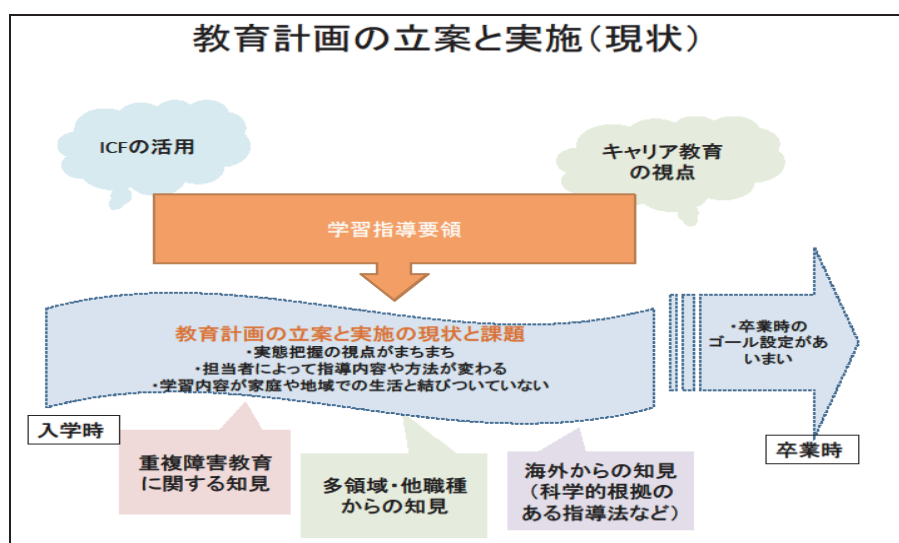 教育計画の立案と実施（現状）
ICFの活用
キャリア教育
の視点
学習指導要領
教育計画の立案と実施の現状と課題
・実態把握の視点がまちまち
・担当者によって指導内容や方法が変わる
・学習内容が家庭や地域での生活と結びついていない
・卒業時の
ゴール設定があ
いまい
入学時
卒業時
重複障害教育
に関する知見
多領域・他職種
からの知見
海外からの知見
（科学的根拠の
ある指導法など）